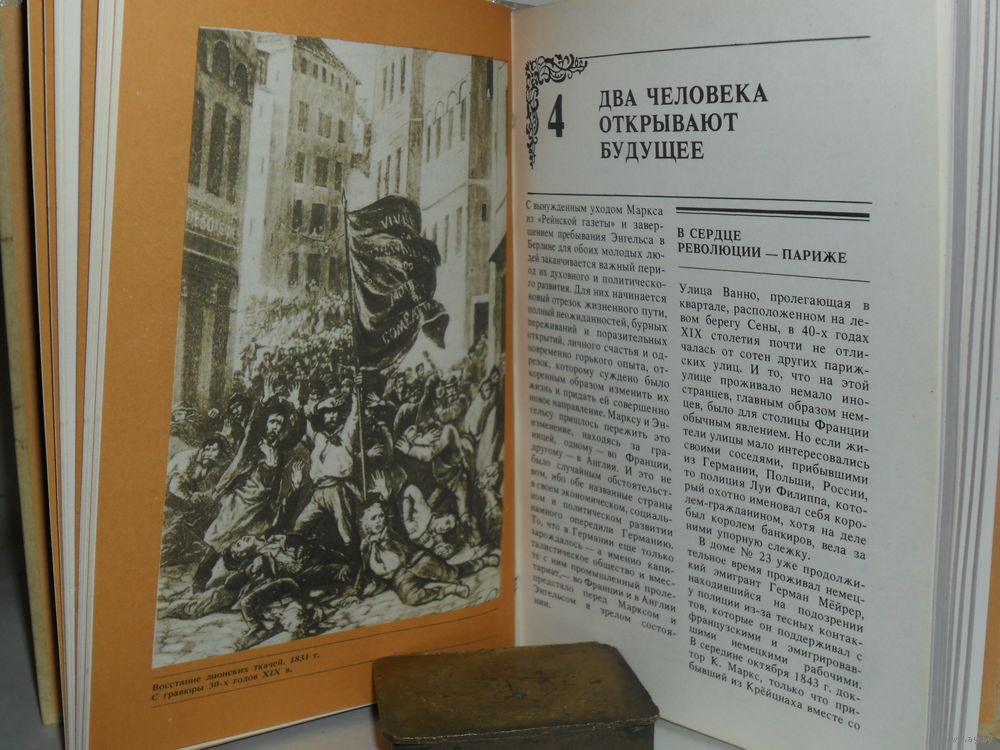 VIVRE
EN
Восстание лионских ткачей. 1831 г.
С гравюры 30-х годов XIX в.
4
ДВА ЧЕЛОВЕКА
ОТКРЫВАЮТ
БУДУЩЕЕ
С вынужденным уходом Маркса
из «Рейнской газеты» и завер-
шением пребывания Энгельса в
Берлине для обоих молодых лю-
дей заканчивается важный пери-
од их духовного и политическо-
го развития. Для них начинается
новый отрезок жизненного пути,
полный неожиданностей, бурных
переживаний и поразительных
открытий, личного счастья и од-
новременно горького опыта, от-
резок, которому суждено было
коренным образом изменить их
жизнь и придать ей совершенно
новое направление. Марксу и Эн-
гельсу пришлось пережить это
изменение, находясь за гра-
ницей, одному — во Франции,
другому — в Англии. И это не
было случайным обстоятельст-
вом, ибо обе названные страны
в своем экономическом, социаль-
ном и политическом развитии
намного опередили Германию.
То, что в Германии еще только
зарождалось — а именно капи-
талистическое общество и вмес-
те с ним промышленный проле-
тариат,— во Франции и в Англии
предстало перед Марксом и
Энгельсом в зрелом состоя-
нии.
В СЕРДЦЕ
РЕВОЛЮЦИИ — ПАРИЖЕ
Улица Ванно, пролегающая в
квартале, расположенном на ле-
вом берегу Сены, в 40-х годах
XIX столетия почти не отли-
чалась от сотен других париж-
ских улиц. И то, что на этой
улице проживало немало ино-
странцев, главным образом нем-
цев, было для столицы Франции
обычным явлением. Но если жи-
тели улицы мало интересовались
своими соседями, прибывшими
из Германии, Польши, России,
то полиция Луи Филиппа, кото-
рый охотно именовал себя коро-
лем-гражданином, хотя на деле
был королем банкиров, вела за
ними упорную слежку.
В доме № 23 уже продолжи-
тельное время проживал немец-
кий эмигрант Герман Мёйрер,
находившийся на подозрении
у полиции из-за тесных контак-
тов, которые он поддерживал с
французскими и эмигрировав-
шими немецкими рабочими.
В середине октября 1843 г. док-
тор К. Маркс, только что при-
бывший из Крёйцнаха вместе со